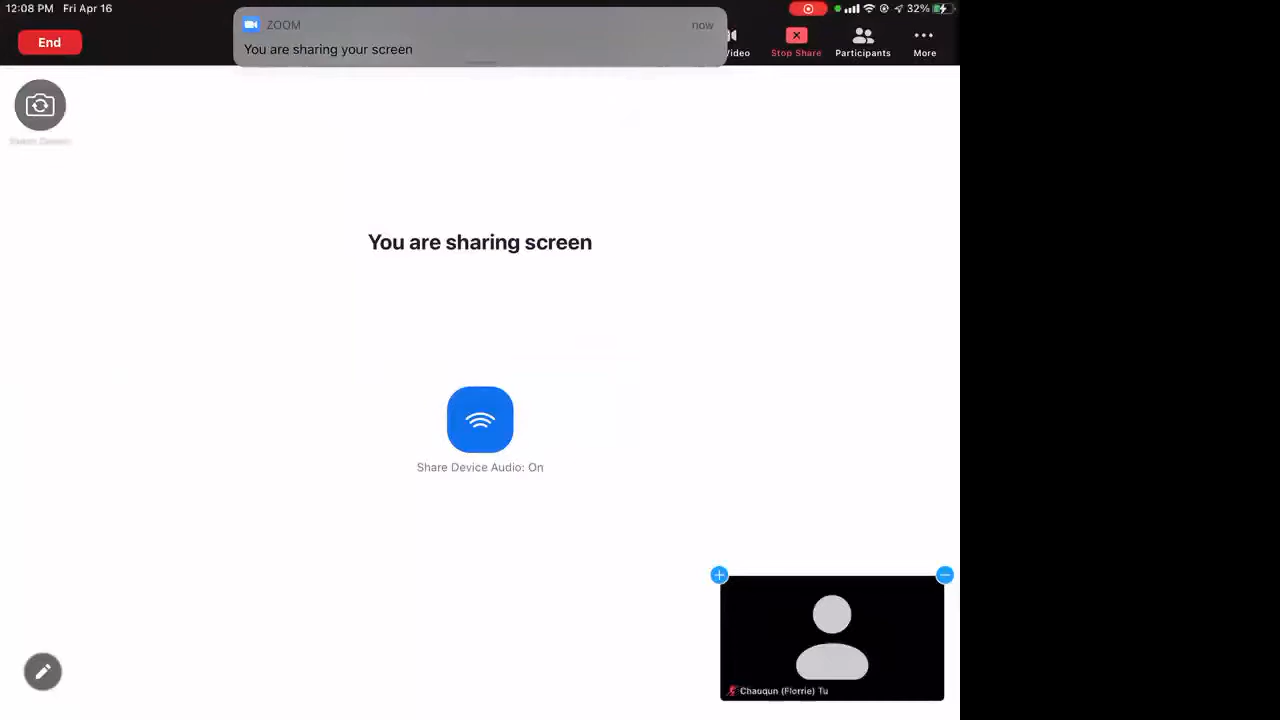 12:08 PM Fri Apr 16
32%
ZOOM
now
You are sharing your screen
End
Video
Stop Share
Participants
More
You are sharing screen
Share Device Audio: On
Chauqun (Florrie) Tu